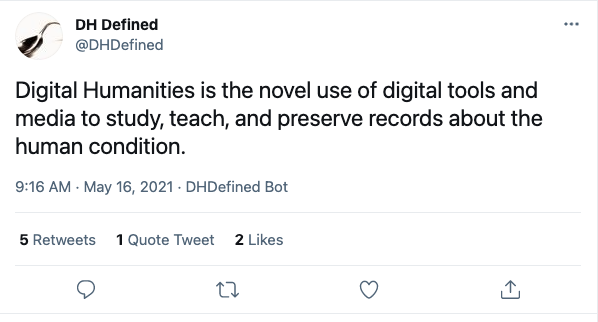 DH Defined
@DHDefined
Digital Humanities is the novel use of digital tools and
media to study, teach, and preserve records about the
human condition.
9:16 AM · May 16, 2021 · DHDefined Bot
5 Retweets 1 Quote Tweet 2 Likes